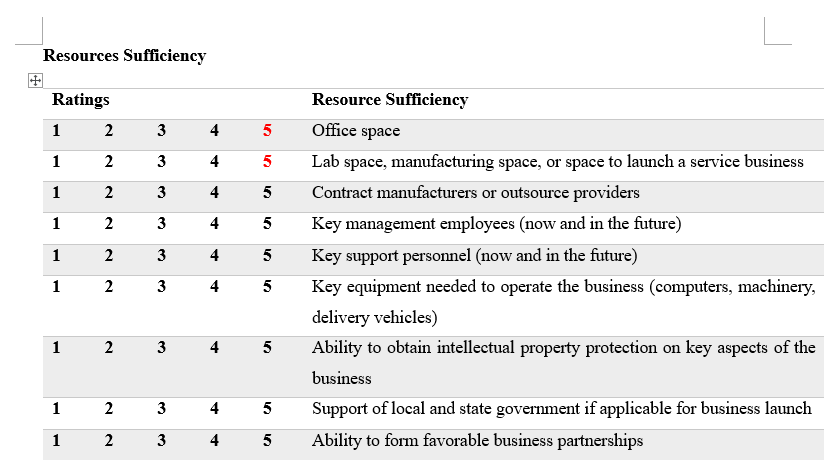 Resources Sufficiency
Ratings Resource Sufficiency
1 2 3 4 5 Office space
1 2 3 4 5 Lab space, manufacturing space, or space to launch a service business
1 2 3 4 5 Contract manufacturers or outsource providers
1 2 3 4 5 Key management employees (now and in the future)
1 2 3 4 5 Key support personnel (now and in the future)
1 2 3 4 5 Key equipment needed to operate the business (computers, machinery,
delivery vehicles)
1 2 3 4 5 Ability to obtain intellectual property protection on key aspects of the
business
1 2 3 4 5 Support of local and state government if applicable for business launch
1 2 3 4 5 Ability to form favorable business partnerships